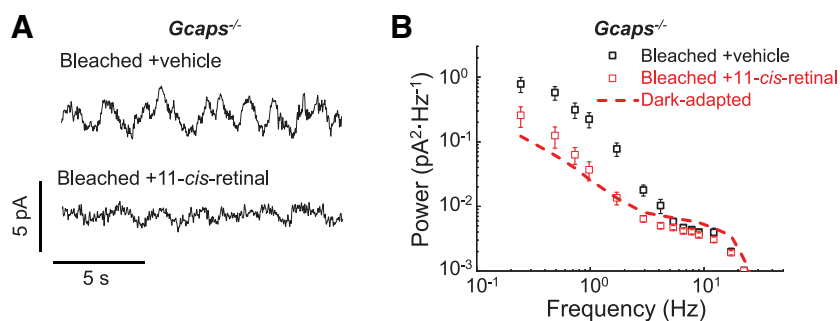 A
Gcaps-/-
Bleached +vehicle
Bleached +11-cis-retinal
5 pA
5 s
B
Gcaps-/-
Bleached +vehicle
Bleached +11-cis-retinal
Dark-adapted
Power (pA²·Hz⁻¹)
10⁰
10⁻¹
10⁻²
10⁻³
10⁻¹
10⁰
10¹
Frequency (Hz)